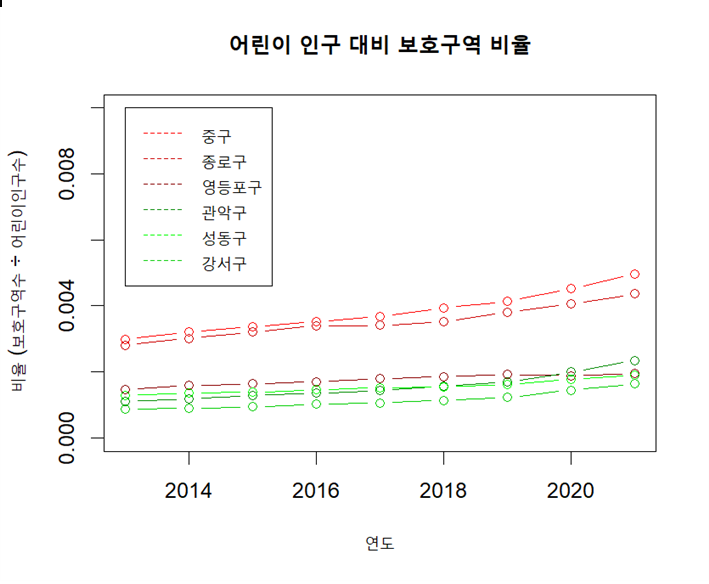 어린이 인구 대비 보호구역 비율
비율 (보호구역수 ÷ 어린이인구수)
0.008
0.004
0.000
중구
종로구
영등포구
관악구
성동구
강서구
2014 2016 2018 2020
연도